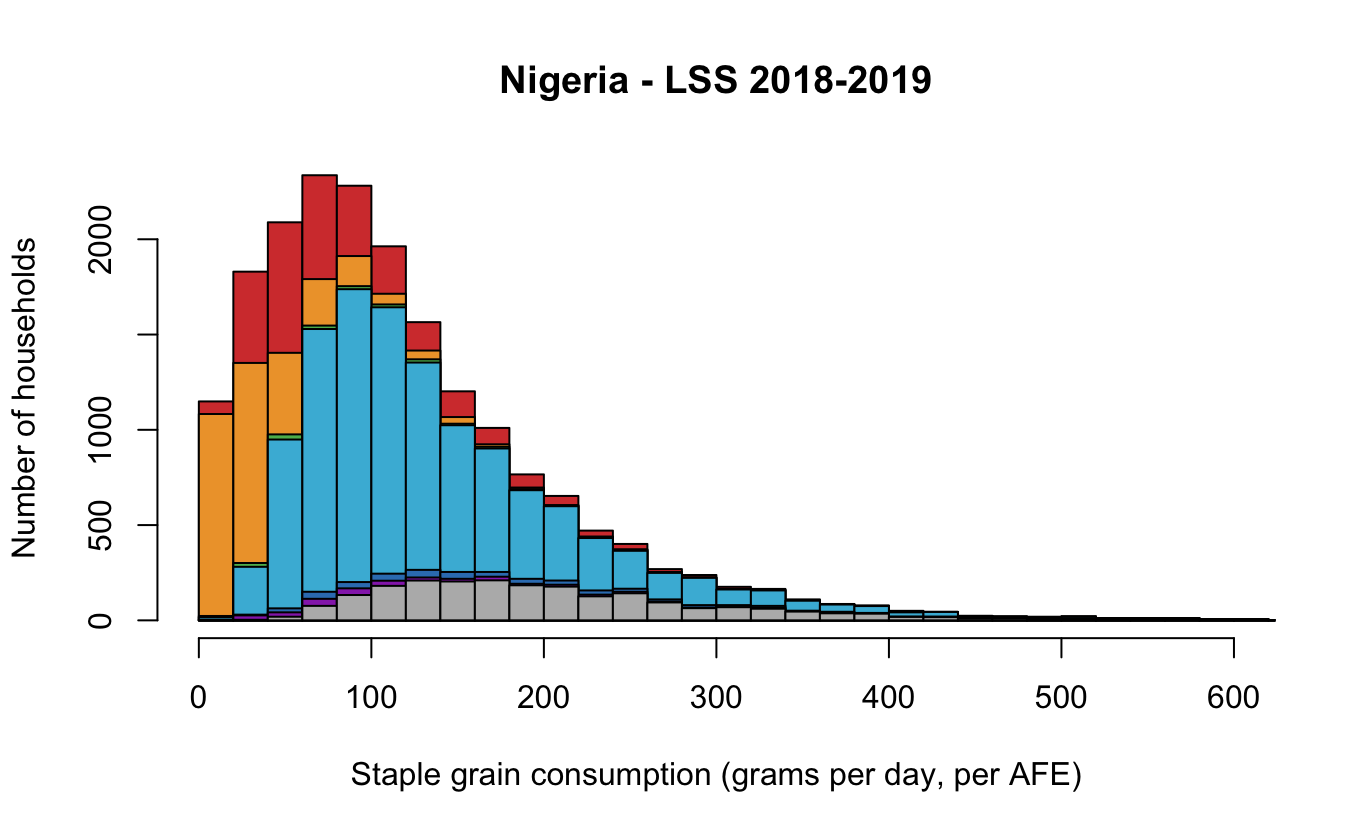 Nigeria - LSS 2018-2019
Number of households
2000
1000
500
0
0 100 200 300 400 500 600
Staple grain consumption (grams per day, per AFE)